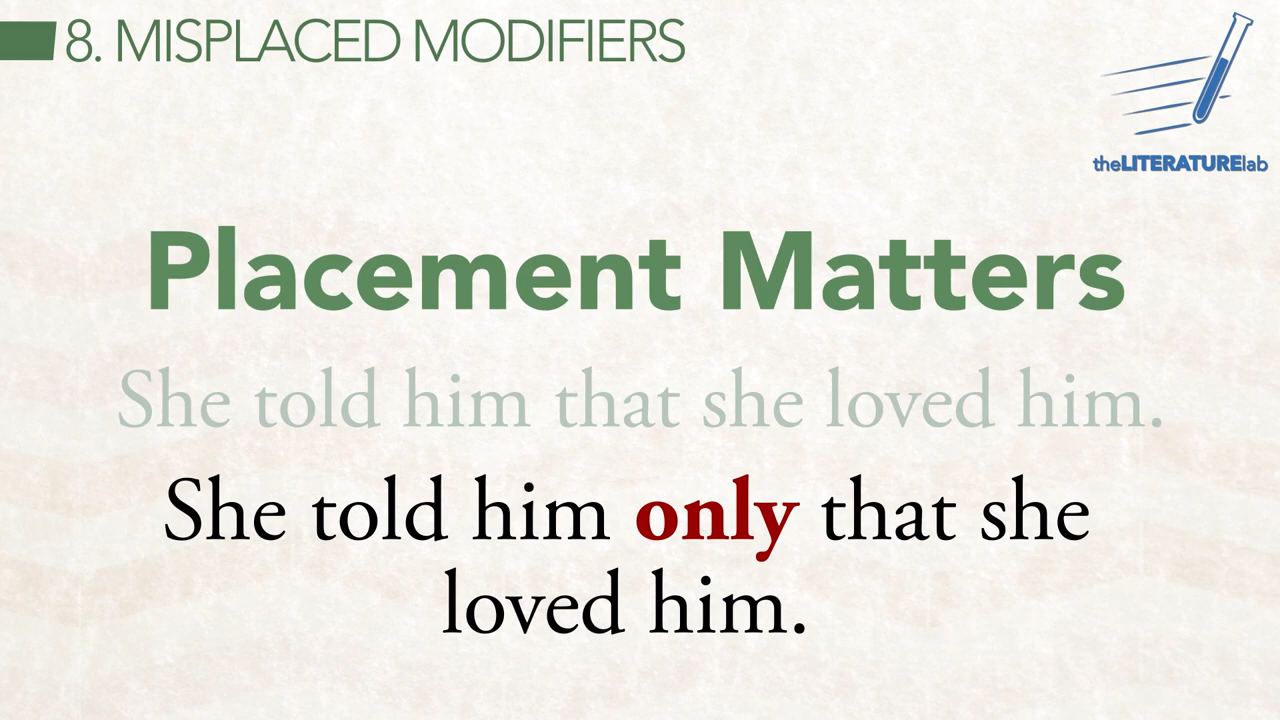 8. MISPLACED MODIFIERS
theLITERATURElab
Placement Matters
She told him that she loved him.
She told him only that she
loved him.